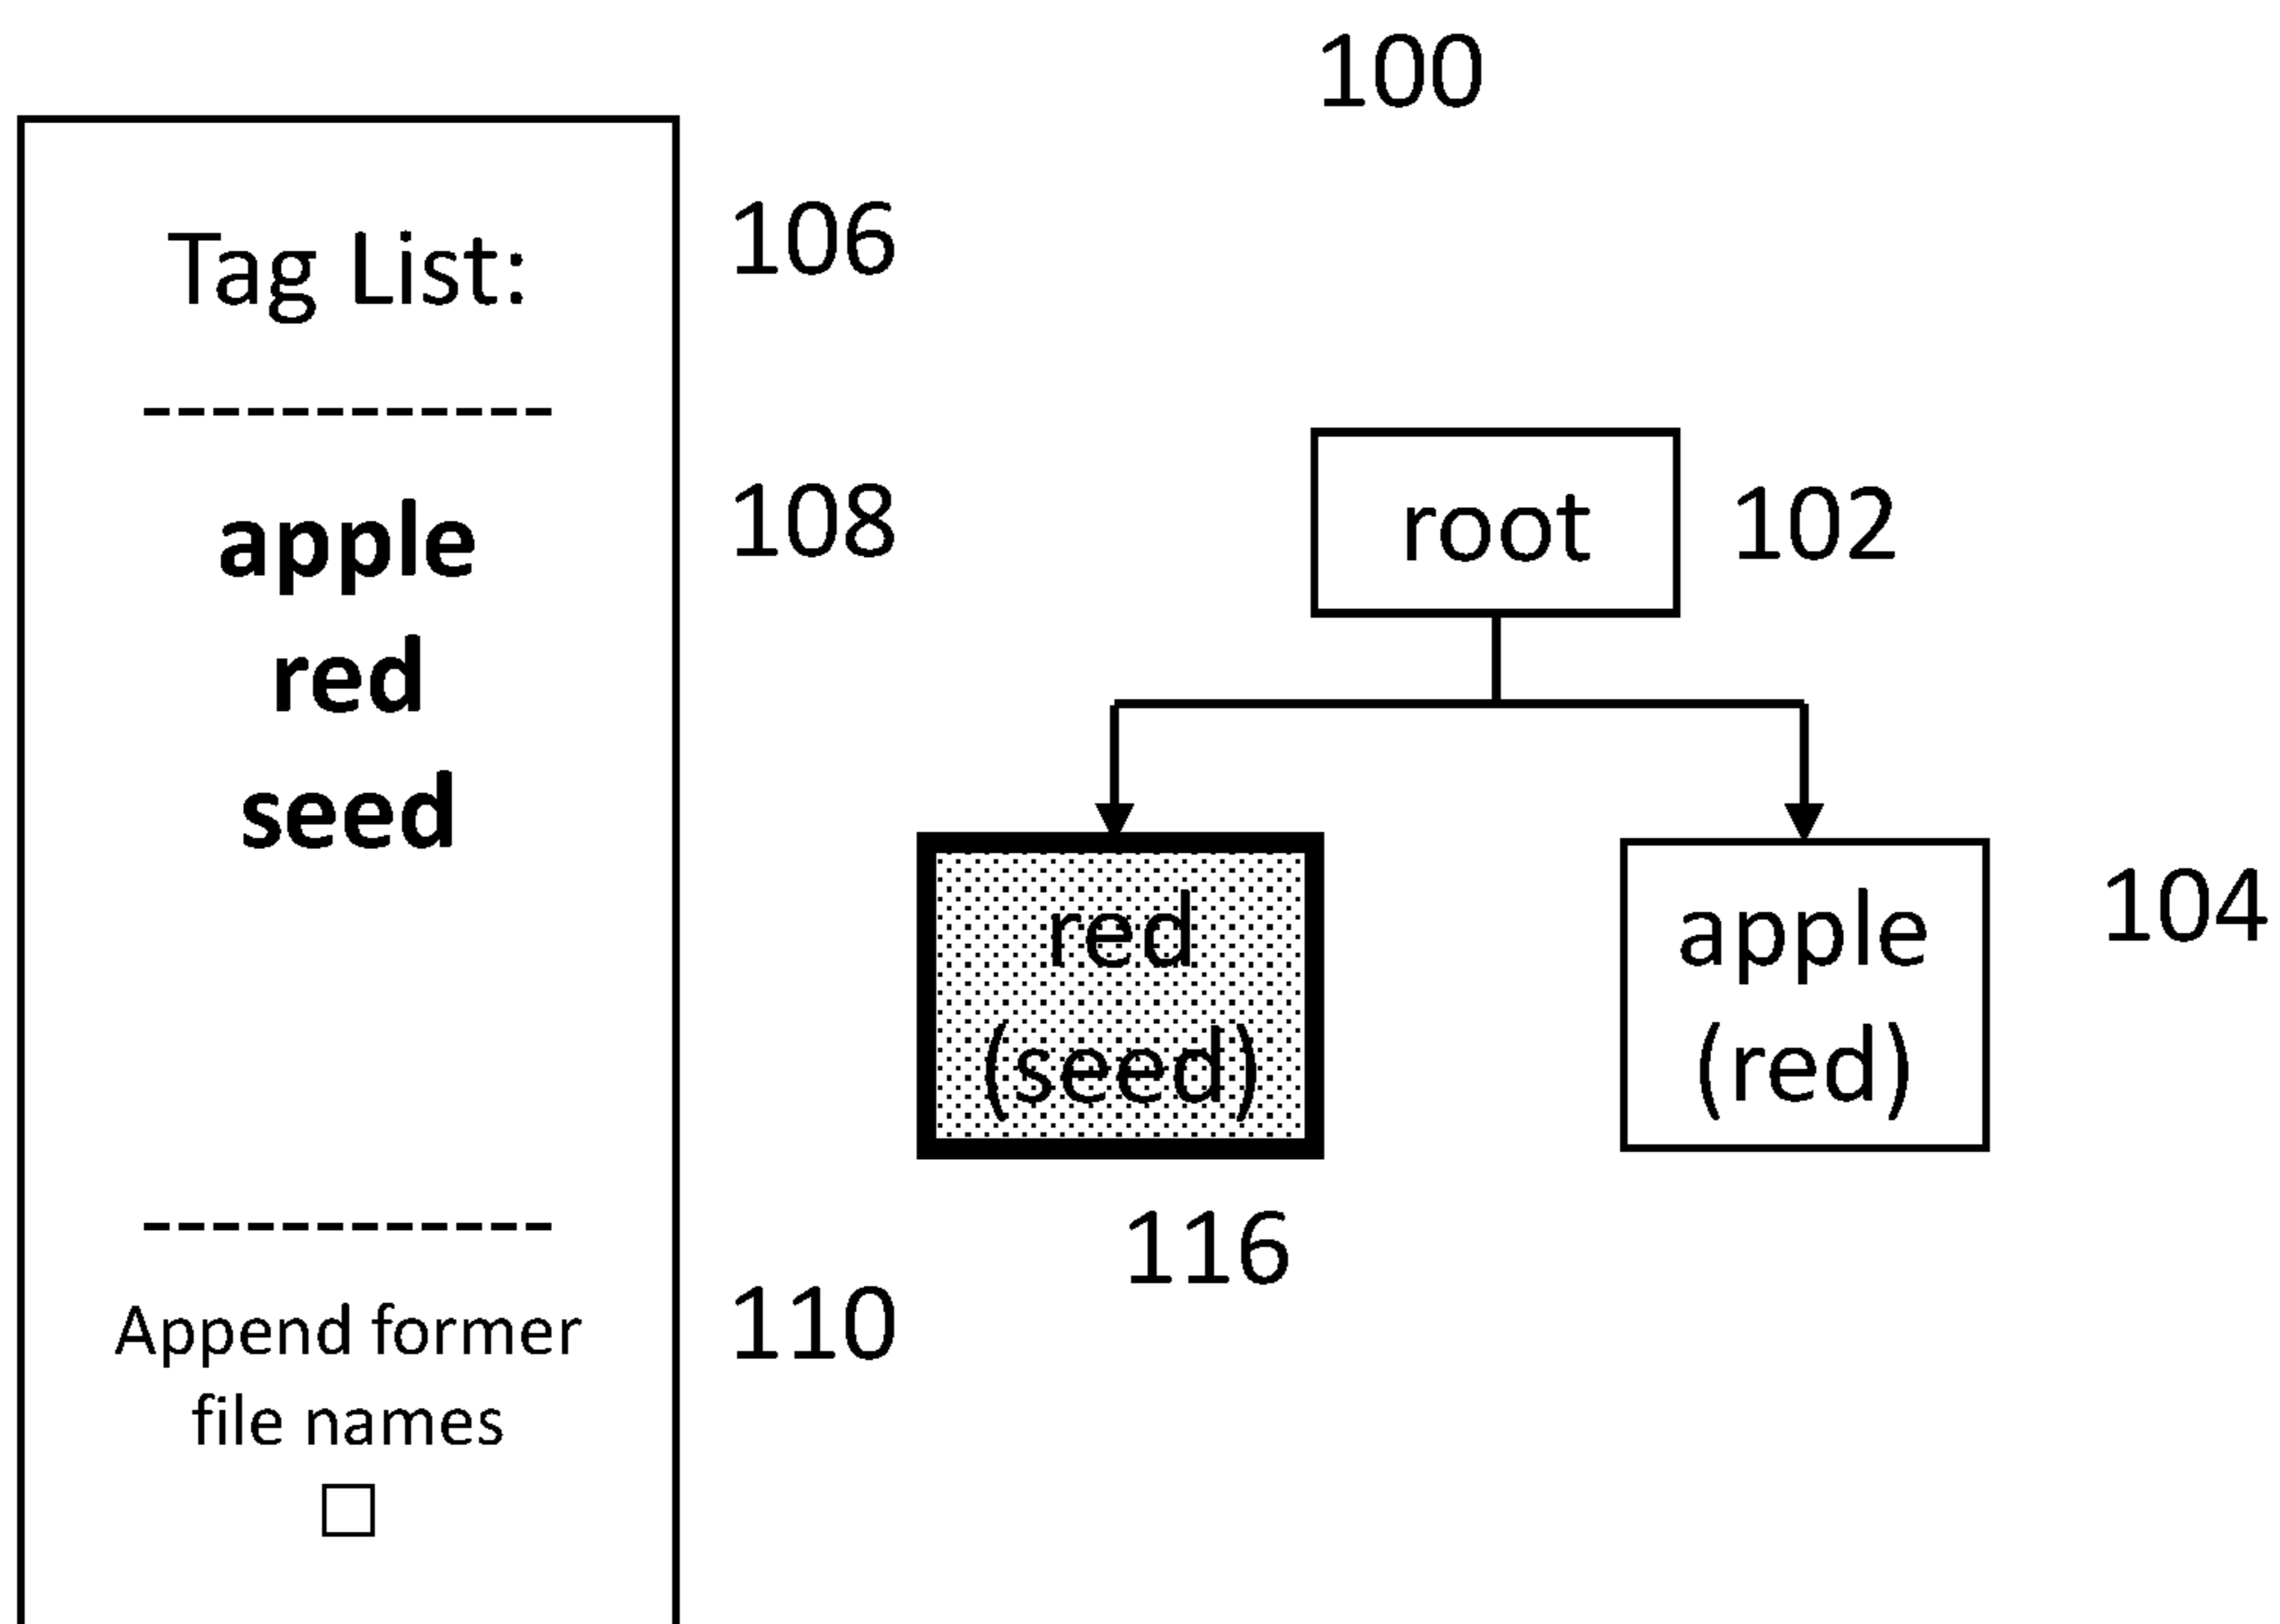 100
Tag List:
106
-------------
apple
108
red
seed
root
102
red
(seed)
116
apple
(red)
104
-------------
Append former
file names
☐
110